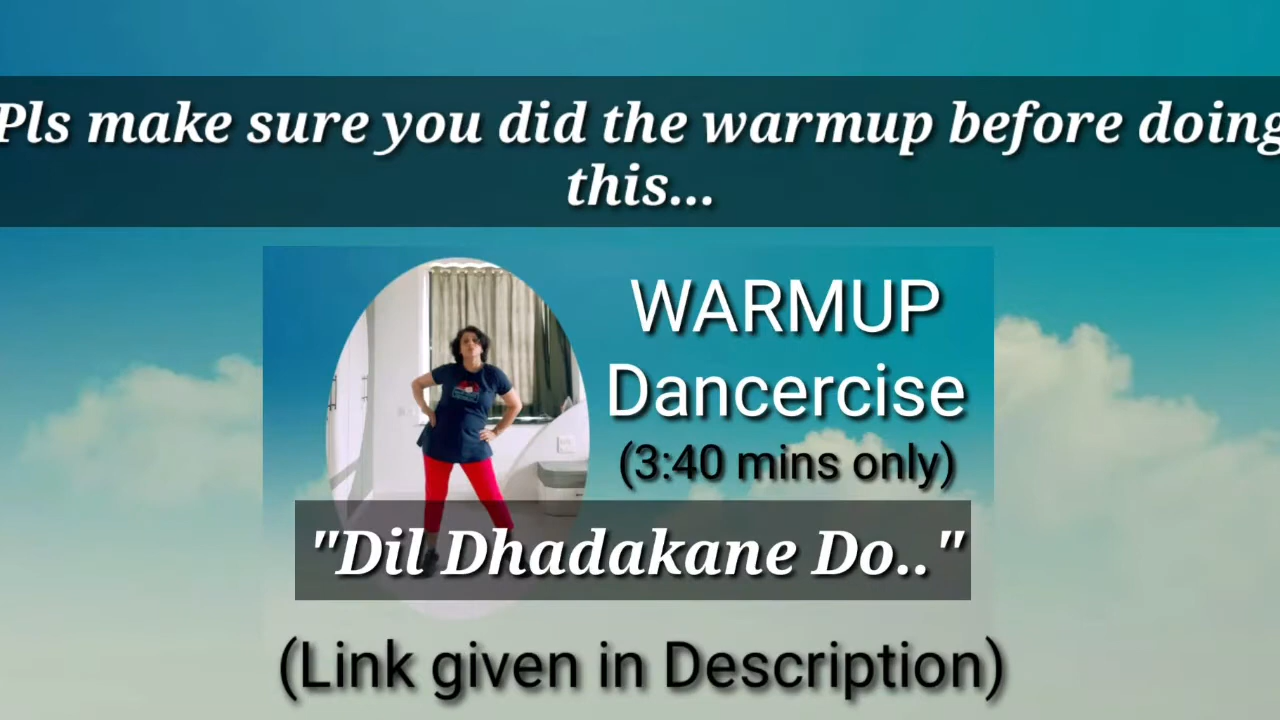 Pls make sure you did the warmup before doing
this...
WARMUP
Dancercise
(3:40 mins only)
"Dil Dhadakane Do.."
(Link given in Description)